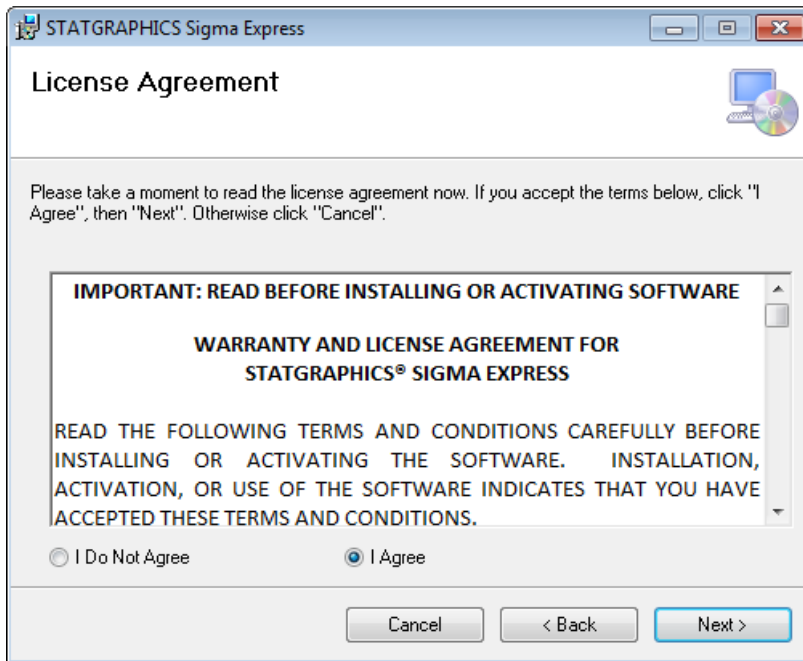 STATGRAPHICS Sigma Express
License Agreement
Please take a moment to read the license agreement now. If you accept the terms below, click "I
Agree", then "Next". Otherwise click "Cancel".
IMPORTANT: READ BEFORE INSTALLING OR ACTIVATING SOFTWARE
WARRANTY AND LICENSE AGREEMENT FOR
STATGRAPHICS® SIGMA EXPRESS
READ THE FOLLOWING TERMS AND CONDITIONS CAREFULLY BEFORE
INSTALLING OR ACTIVATING THE SOFTWARE. INSTALLATION,
ACTIVATION, OR USE OF THE SOFTWARE INDICATES THAT YOU HAVE
ACCEPTED THESE TERMS AND CONDITIONS.
I Do Not Agree
I Agree
Cancel
< Back
Next >